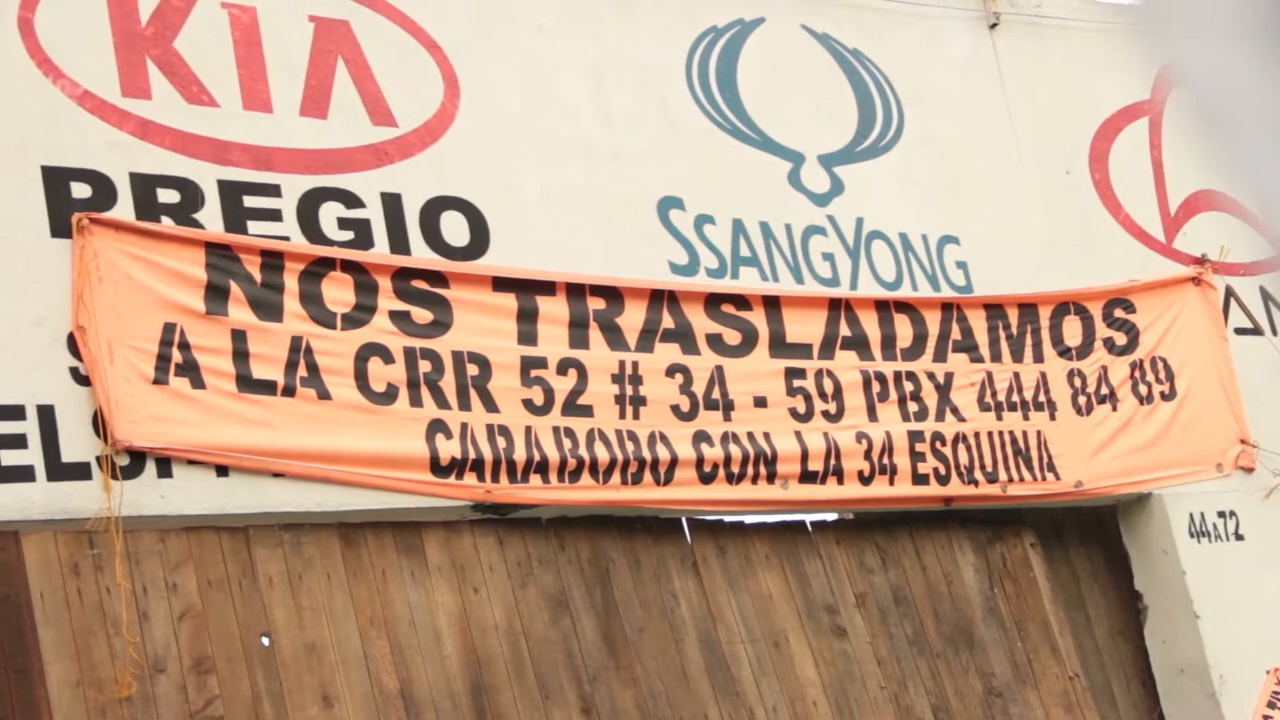 KIA
PREGIO
SSANGYONG
NOS TRASLADAMOS
A LA CRR 52 # 34 - 59 PBX 444 84 89
CARABOBO CON LA 34 ESQUINA
44A72